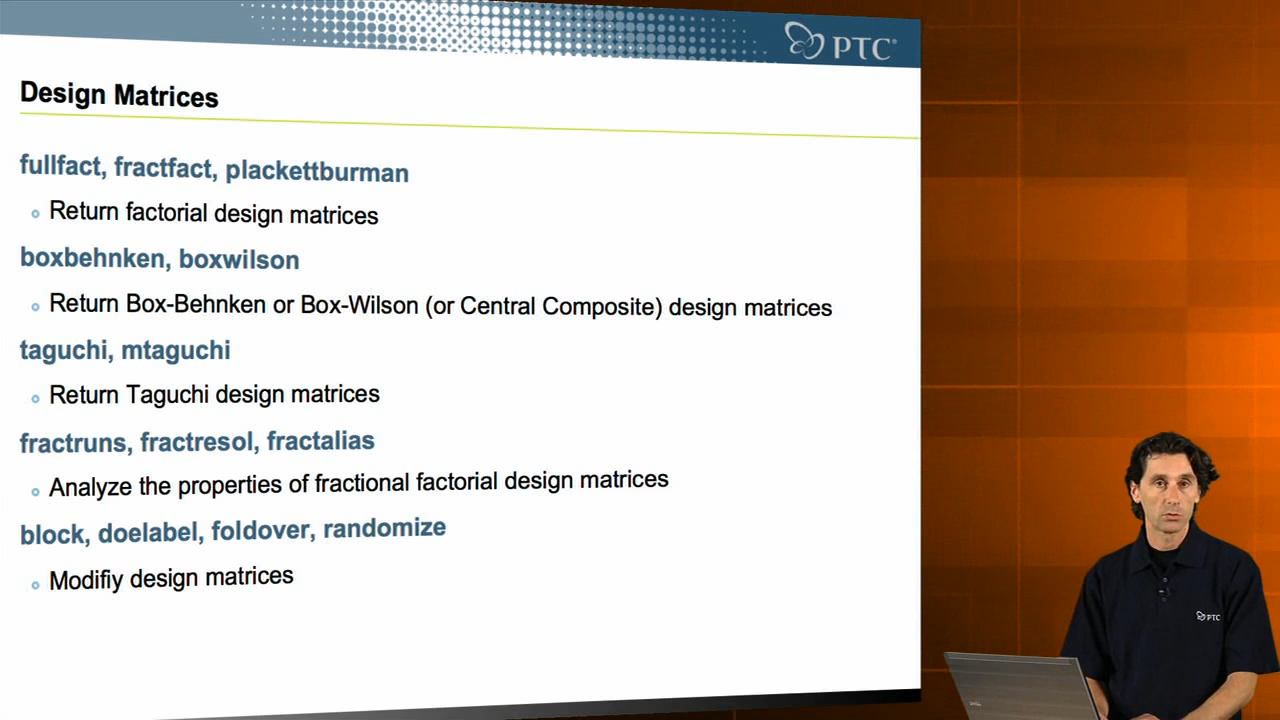 PTC®
Design Matrices
fullfact, fractfact, plackettburman
Return factorial design matrices
boxbehnken, boxwilson
Return Box-Behnken or Box-Wilson (or Central Composite) design matrices
taguchi, mtaguchi
Return Taguchi design matrices
fractruns, fractresol, fractalias
Analyze the properties of fractional factorial design matrices
block, doelabel, foldover, randomize
Modifiy design matrices
PTC